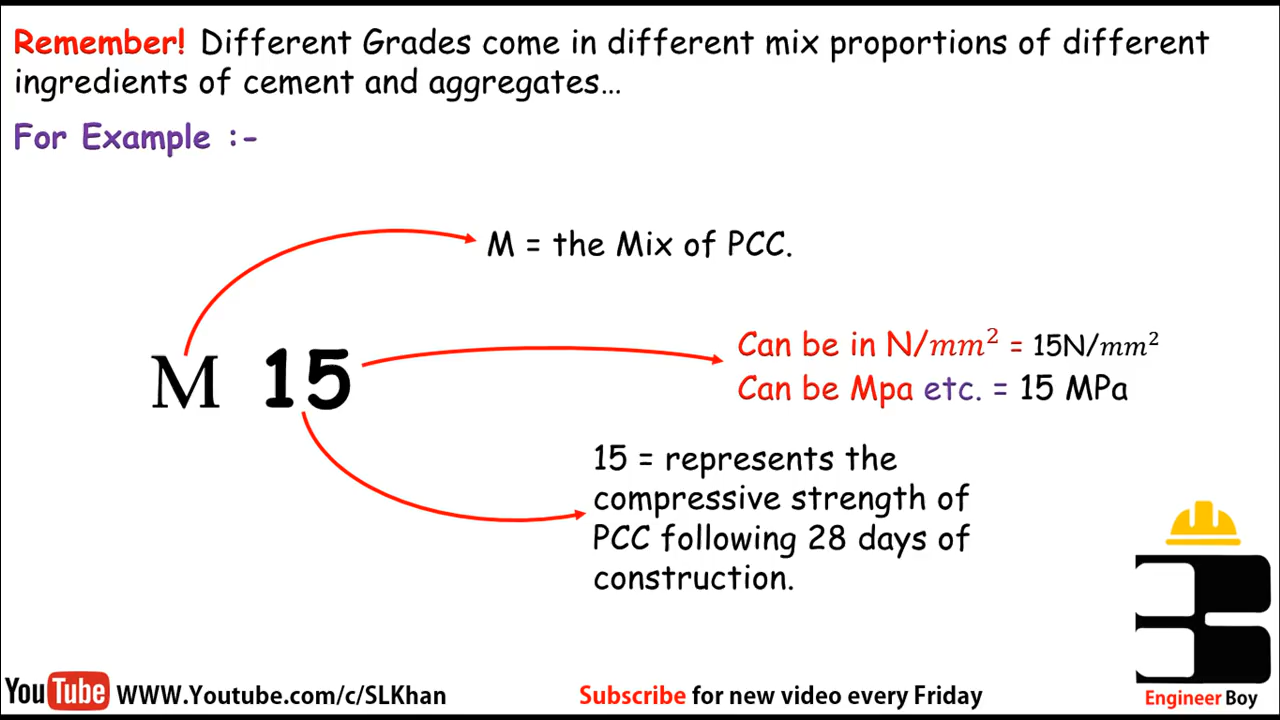 Remember! Different Grades come in different mix proportions of different
ingredients of cement and aggregates...
For Example :-
M = the Mix of PCC.
M 15
Can be in N/mm² = 15N/mm²
Can be Mpa etc. = 15 MPa
15 = represents the
compressive strength of
PCC following 28 days of
construction.
YouTube WWW.Youtube.com/c/SLKhan
Subscribe for new video every Friday
Engineer Boy